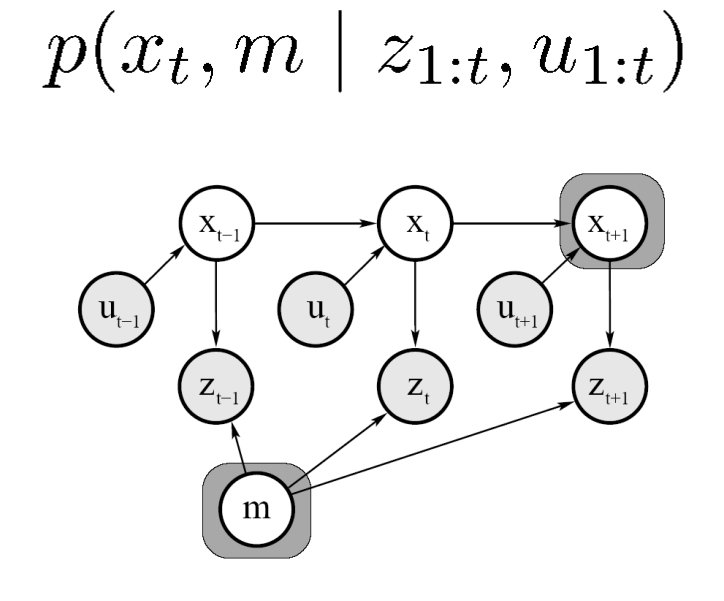 p(x_t, m | z_{1:t}, u_{1:t})
x_{t−1} x_t x_{t+1}
u_{t−1} u_t u_{t+1}
z_{t−1} z_t z_{t+1}
m